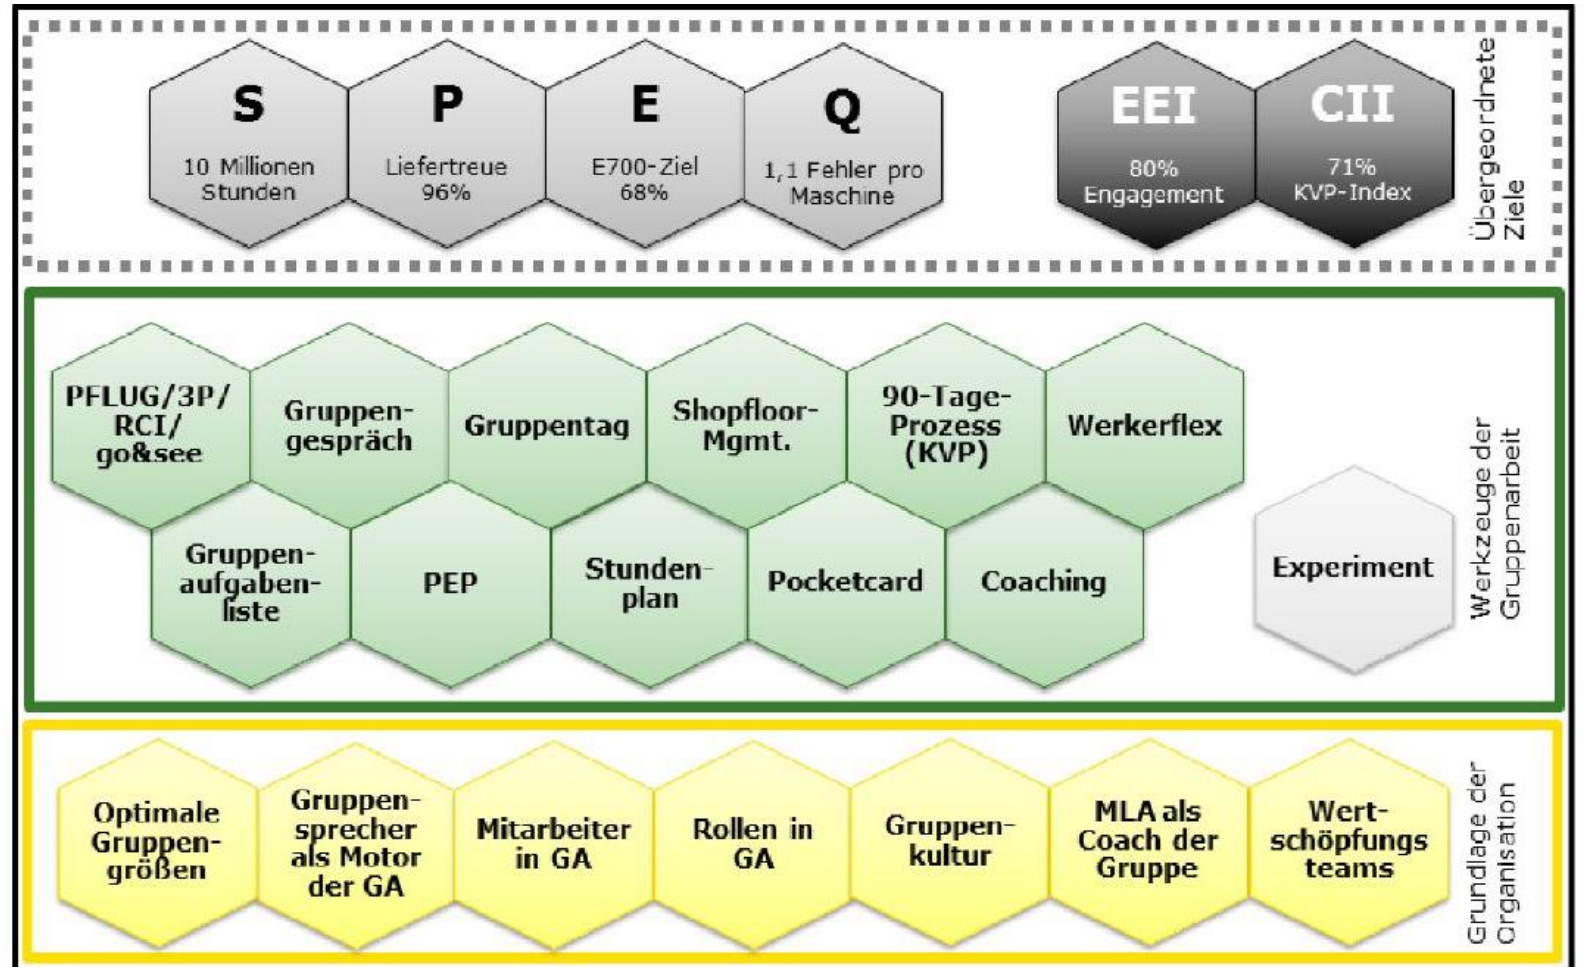 S
10 Millionen
Stunden
P
Liefertreue
96%
E
E700-Ziel
68%
Q
1,1 Fehler pro
Maschine
EEI
80%
Engagement
CII
71%
KVP-Index
Übergeordnete
Ziele
PFLUG/3P/
RCI/
go&see
Gruppen-
gespräch
Gruppentag
Shopfloor-
Mgmt.
90-Tage-
Prozess
(KVP)
Werkerflex
Gruppen-
aufgaben-
liste
PEP
Stunden-
plan
Pocketcard
Coaching
Experiment
Werkzeuge der
Gruppenarbeit
Optimale
Gruppen-
größen
Gruppen-
sprecher
als Motor
der GA
Mitarbeiter
in GA
Rollen in
GA
Gruppen-
kultur
MLA als
Coach der
Gruppe
Wert-
schöpfungs
teams
Grundlage der
Organisation